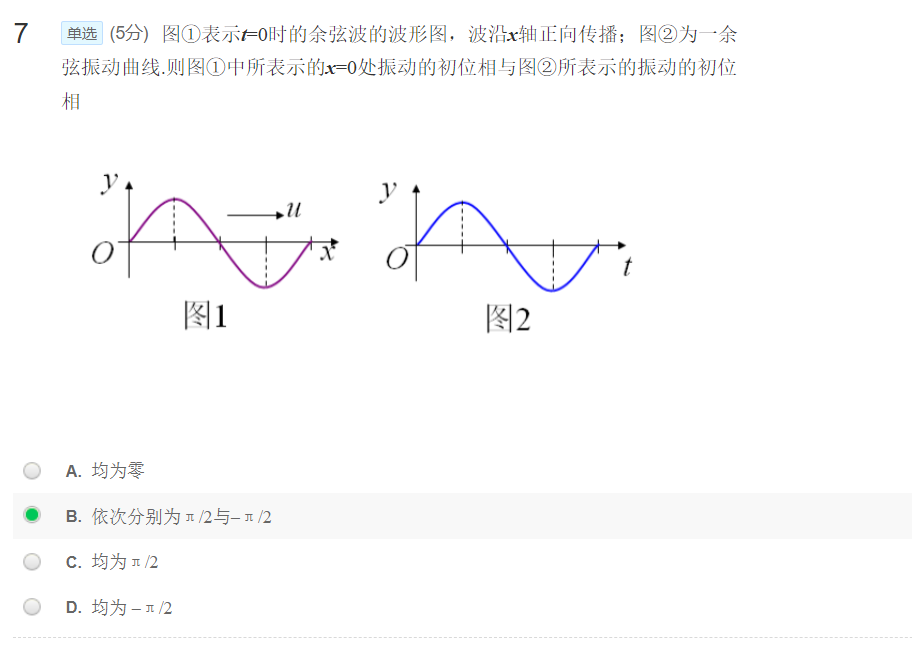 7 单选 (5分) 图①表示t=0时的余弦波的波形图，波沿x轴正向传播；图②为一余
弦振动曲线.则图①中所表示的x=0处振动的初位相与图②所表示的振动的初位
相
y u O x
图1
y O t
图2
A. 均为零
B. 依次分别为π/2与–π/2
C. 均为π/2
D. 均为–π/2